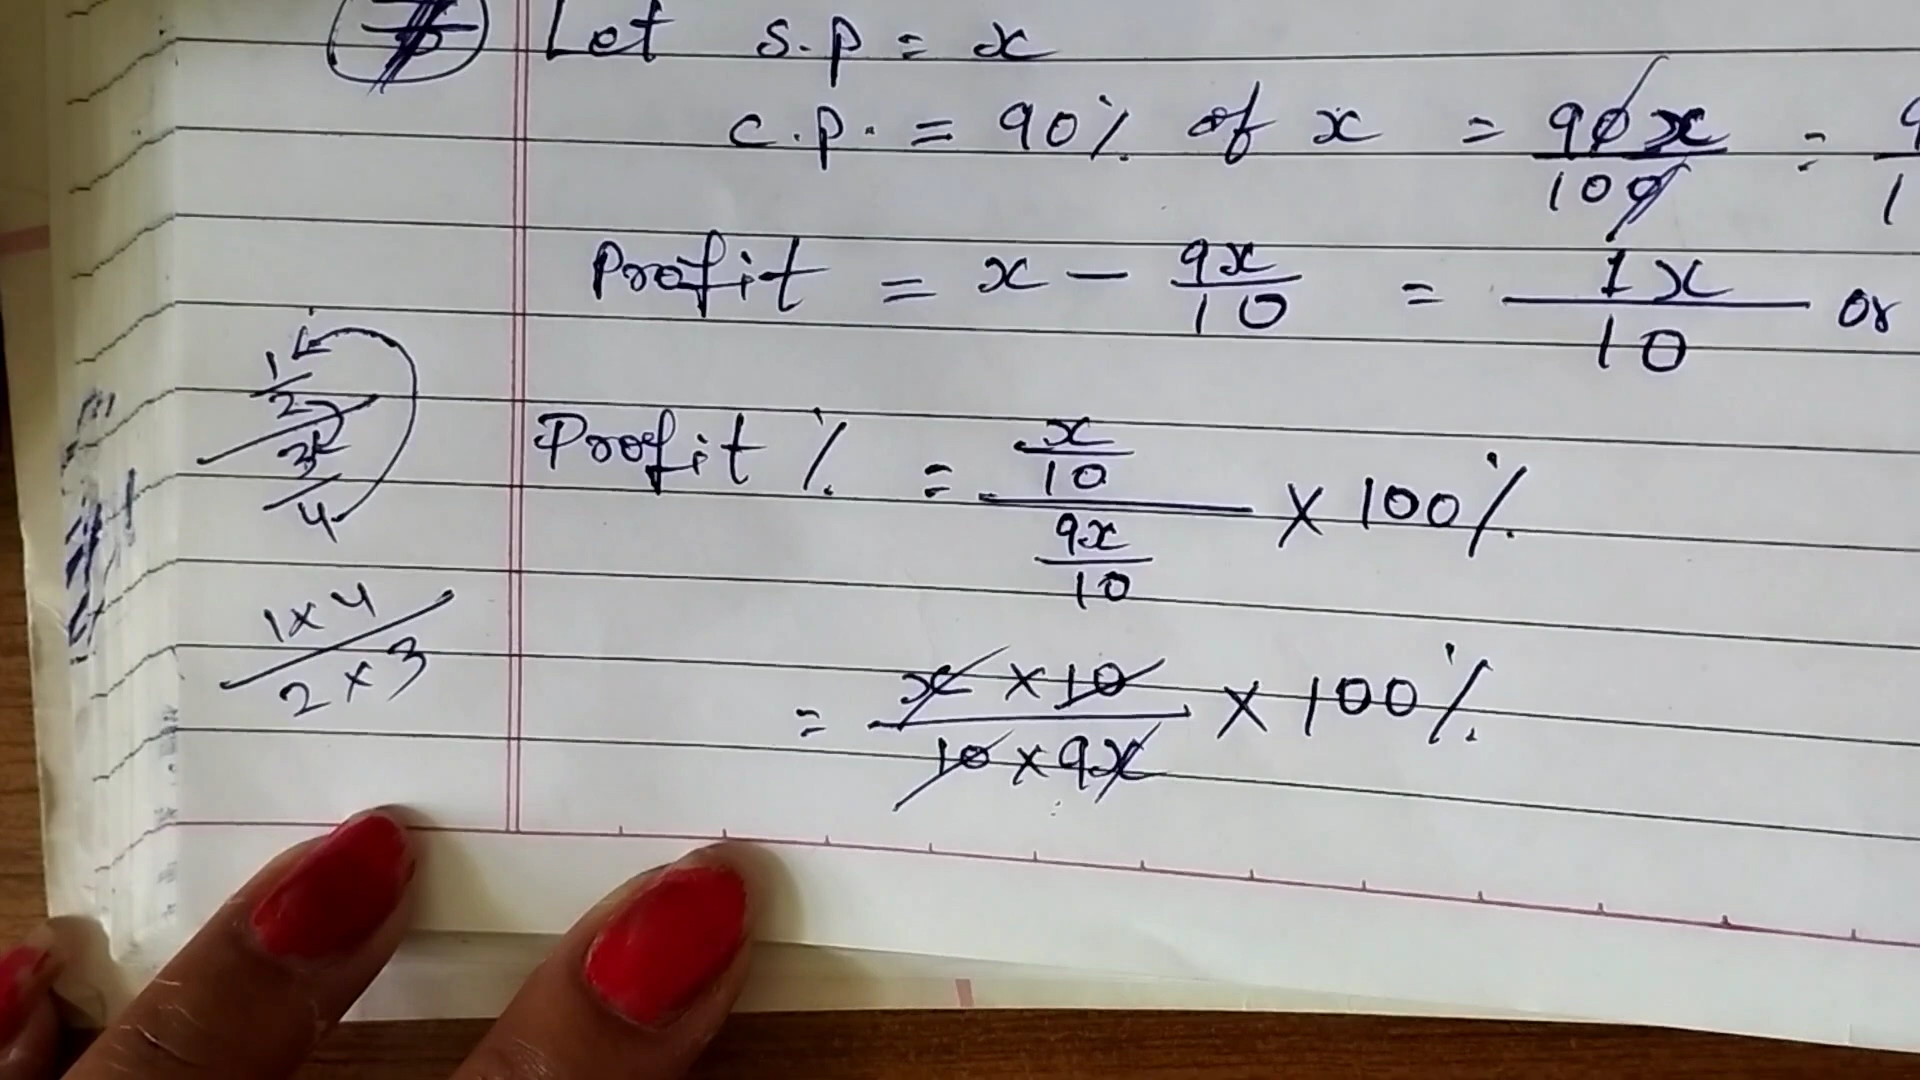 Let S.P = x
C.P. = 90% of x = 90x/100 = 9
Profit = x - 9x/10 = 1x/10 or
Profit % = x/10 / 9x/10 × 100%
= x × 10 / 10 × 9x × 100%
1/2
3/4
1×4 / 2×3